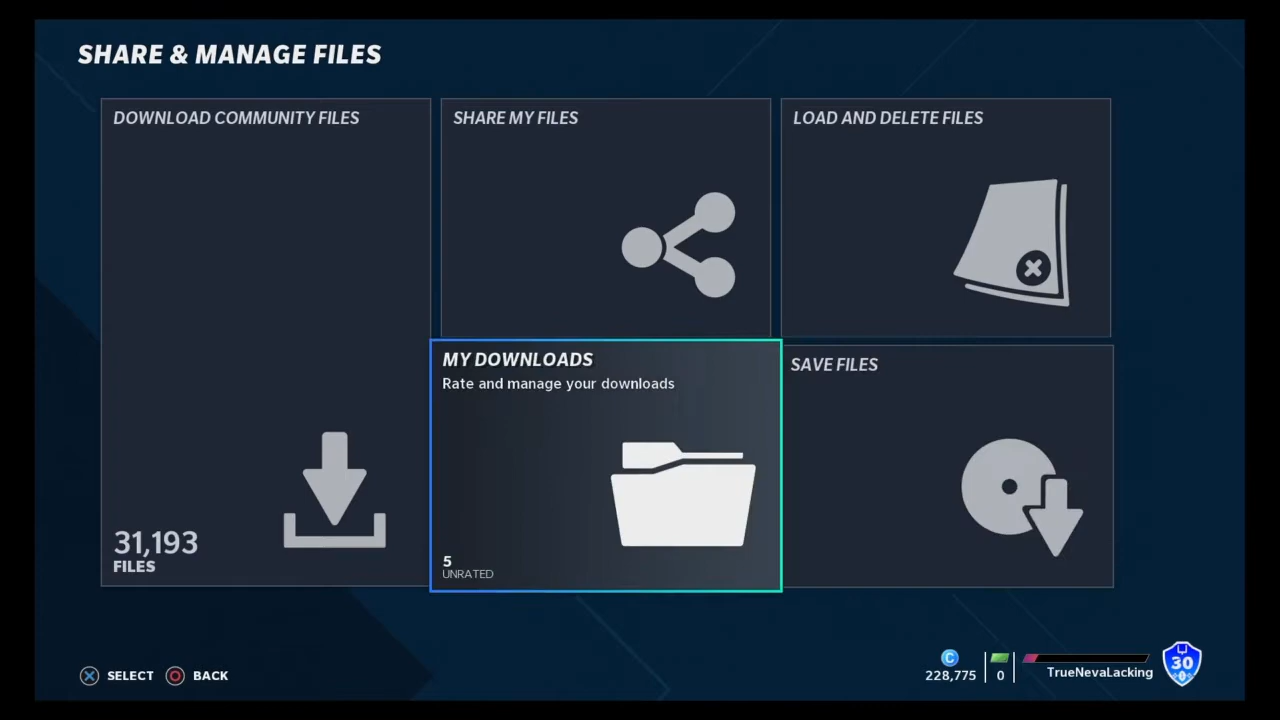 SHARE & MANAGE FILES
DOWNLOAD COMMUNITY FILES
31,193
FILES
SHARE MY FILES
LOAD AND DELETE FILES
MY DOWNLOADS
Rate and manage your downloads
5
UNRATED
SAVE FILES
SELECT
BACK
C
228,775
0
TrueNevaLacking
30
0